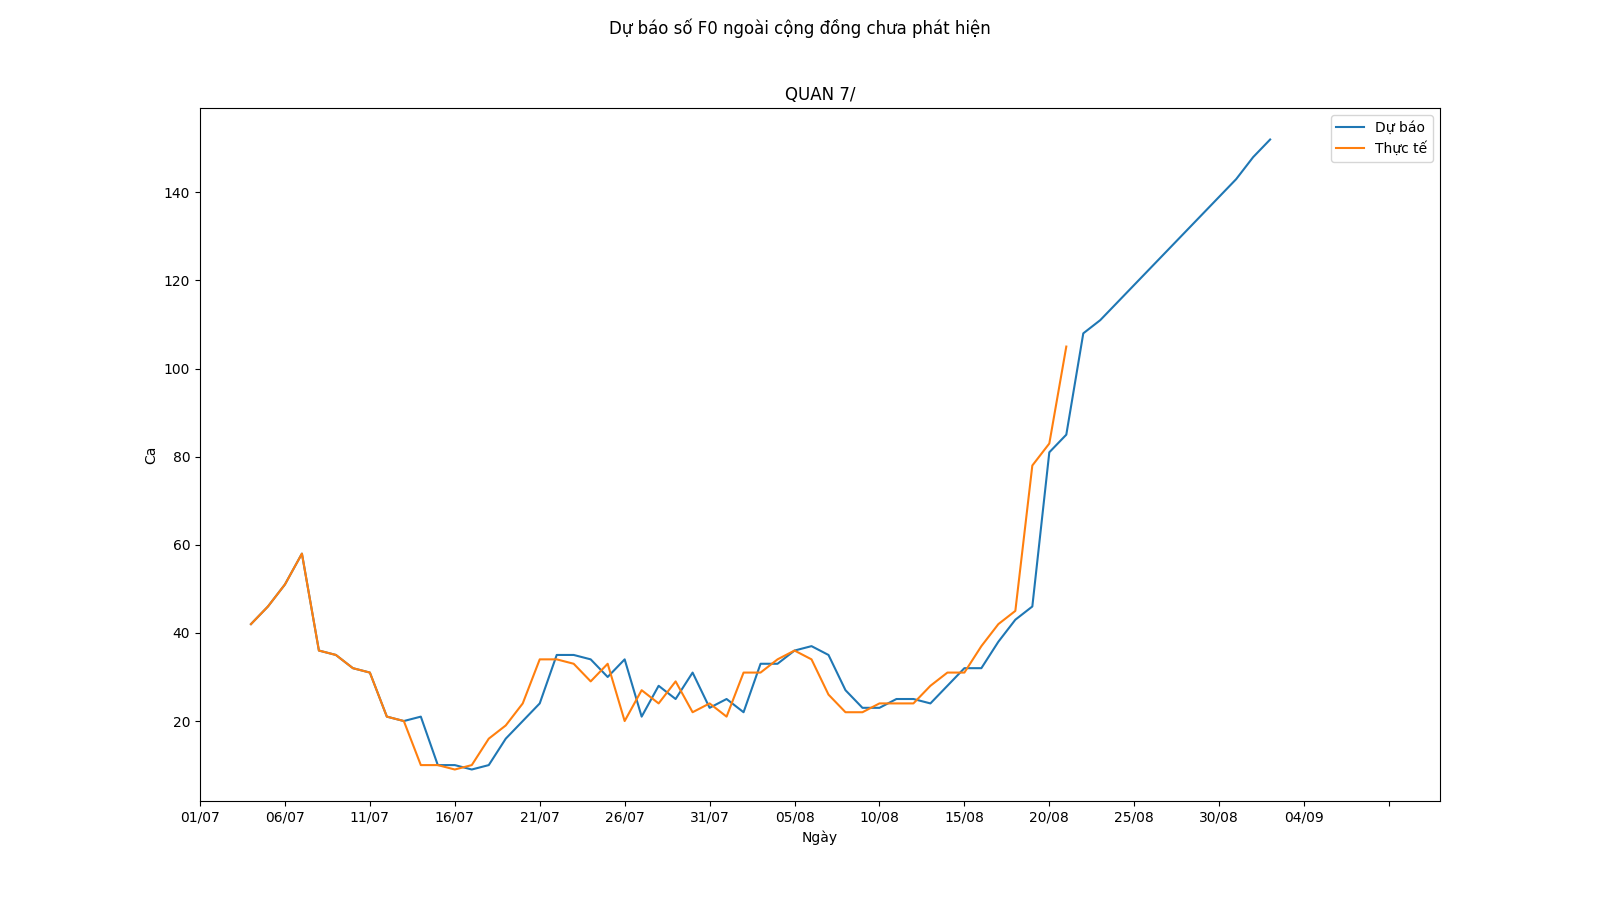 Dự báo số F0 ngoài cộng đồng chưa phát hiện
QUAN 7/
Dự báo
Thực tế
140
120
100
80
60
40
20
Ca
01/07 06/07 11/07 16/07 21/07 26/07 31/07 05/08 10/08 15/08 20/08 25/08 30/08 04/09
Ngày